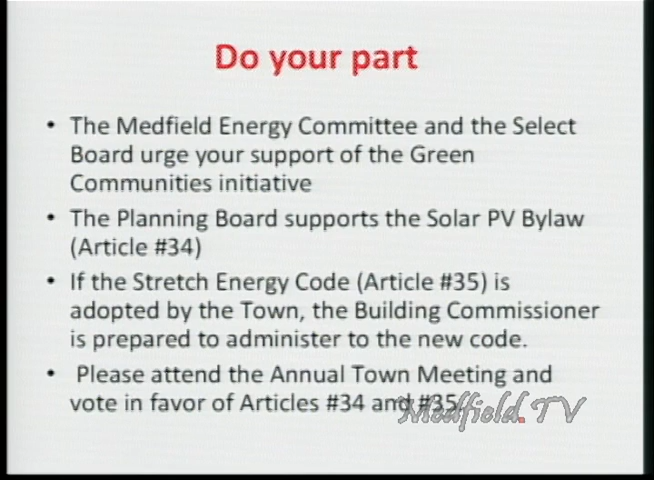 Do your part
• The Medfield Energy Committee and the Select
Board urge your support of the Green
Communities initiative
• The Planning Board supports the Solar PV Bylaw
(Article #34)
• If the Stretch Energy Code (Article #35) is
adopted by the Town, the Building Commissioner
is prepared to administer to the new code.
• Please attend the Annual Town Meeting and
vote in favor of Articles #34 and #35
Medfield.TV